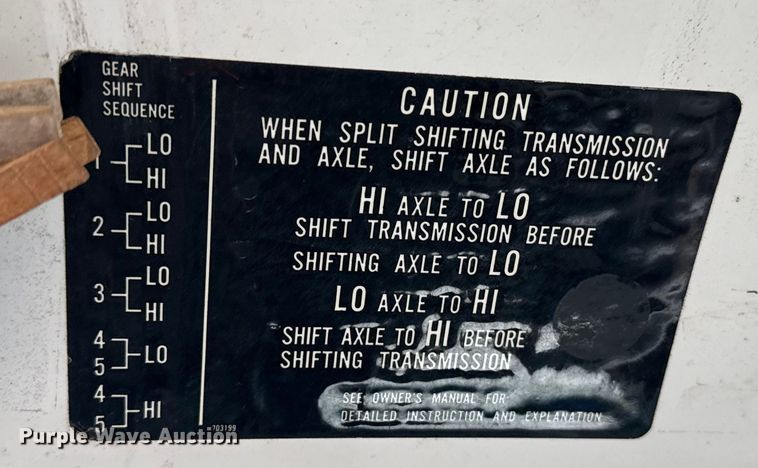 GEAR
SHIFT
SEQUENCE
1 LO
HI
2 LO
HI
3 LO
HI
4
5 LO
4
5 HI
CAUTION
WHEN SPLIT SHIFTING TRANSMISSION
AND AXLE, SHIFT AXLE AS FOLLOWS:
HI AXLE TO LO
SHIFT TRANSMISSION BEFORE
SHIFTING AXLE TO LO
LO AXLE TO HI
SHIFT AXLE TO HI BEFORE
SHIFTING TRANSMISSION
SEE OWNER'S MANUAL FOR
DETAILED INSTRUCTION AND EXPLANATION
703199
Purple Wave Auction